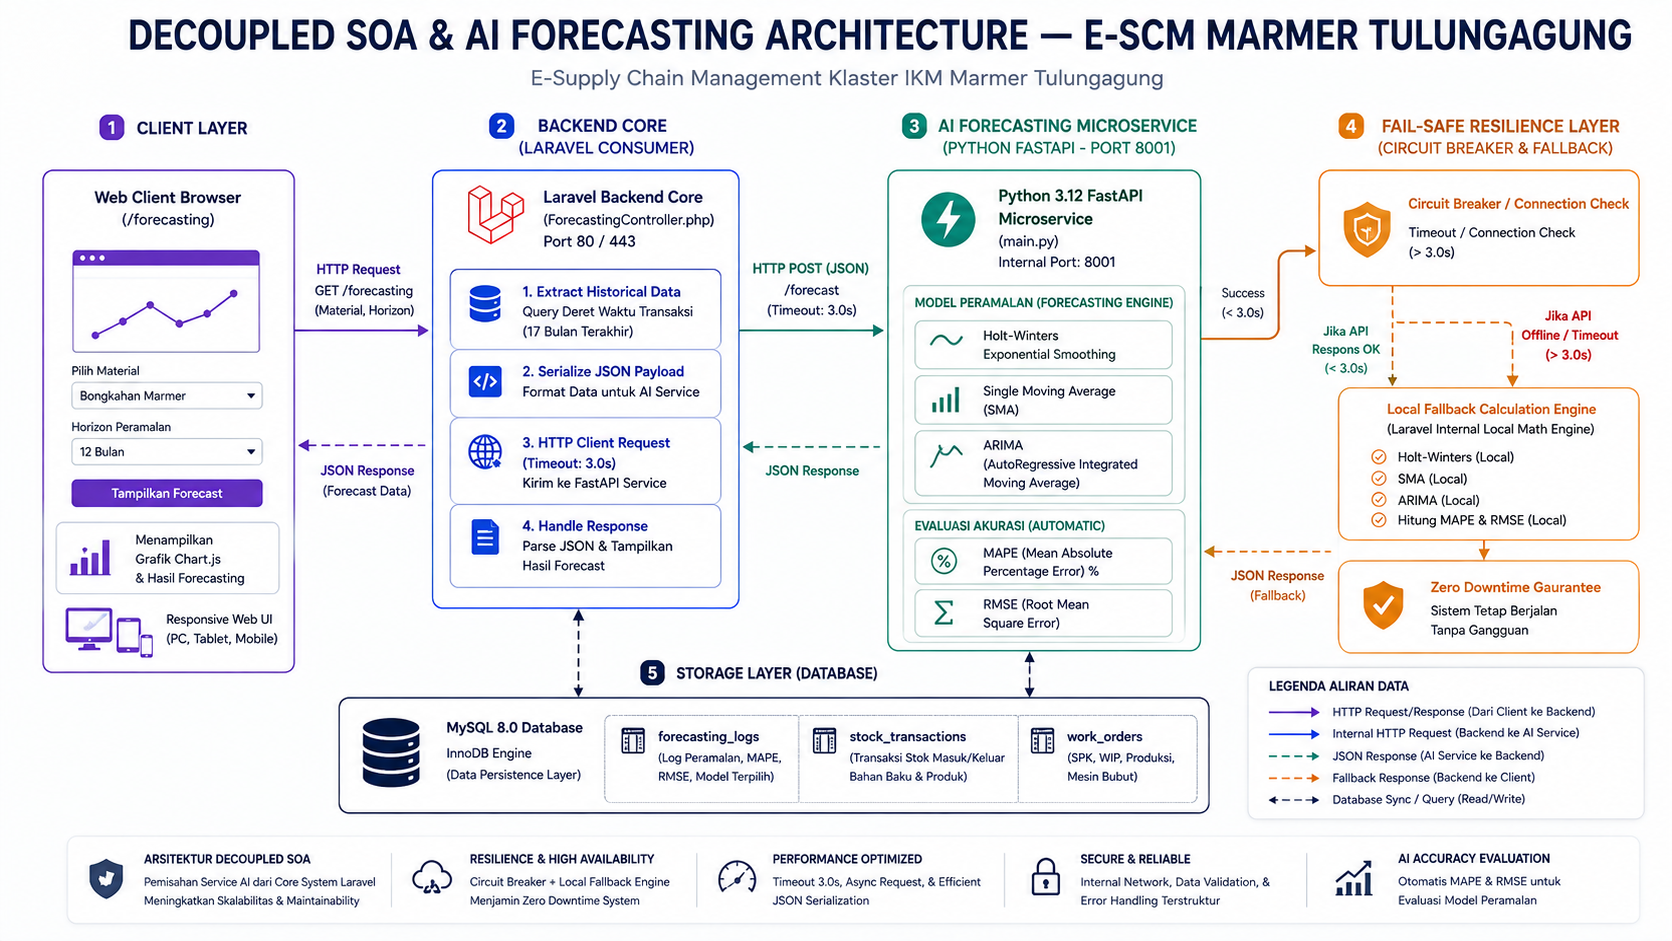 DECOUPLED SOA & AI FORECASTING ARCHITECTURE — E-SCM MARMER TULUNGAGUNG
E-Supply Chain Management Klaster IKM Marmer Tulungagung
1 CLIENT LAYER
Web Client Browser
(/forecasting)
Pilih Material
Bongkahan Marmer
Horizon Peramalan
12 Bulan
Tampilkan Forecast
Menampilkan
Grafik Chart.js
& Hasil Forecasting
Responsive Web UI
(PC, Tablet, Mobile)
HTTP Request
GET /forecasting
(Material, Horizon)
JSON Response
(Forecast Data)
2 BACKEND CORE
(LARAVEL CONSUMER)
Laravel Backend Core
(ForecastingController.php)
Port 80 / 443
1. Extract Historical Data
Query Deret Waktu Transaksi
(17 Bulan Terakhir)
2. Serialize JSON Payload
Format Data untuk AI Service
3. HTTP Client Request
(Timeout: 3.0s)
Kirim ke FastAPI Service
4. Handle Response
Parse JSON & Tampilkan
Hasil Forecast
HTTP POST (JSON)
/forecast
(Timeout: 3.0s)
JSON Response
3 AI FORECASTING MICROSERVICE
(PYTHON FASTAPI - PORT 8001)
Python 3.12 FastAPI
Microservice
(main.py)
Internal Port: 8001
MODEL PERAMALAN (FORECASTING ENGINE)
Holt-Winters
Exponential Smoothing
Single Moving Average
(SMA)
ARIMA
(AutoRegressive Integrated
Moving Average)
EVALUASI AKURASI (AUTOMATIC)
MAPE (Mean Absolute
Percentage Error) %
RMSE (Root Mean
Square Error)
Success
(< 3.0s)
4 FAIL-SAFE RESILIENCE LAYER
(CIRCUIT BREAKER & FALLBACK)
Circuit Breaker / Connection Check
Timeout / Connection Check
(> 3.0s)
Jika API
Respons OK
(< 3.0s)
Jika API
Offline / Timeout
(> 3.0s)
Local Fallback Calculation Engine
(Laravel Internal Local Math Engine)
Holt-Winters (Local)
SMA (Local)
ARIMA (Local)
Hitung MAPE & RMSE (Local)
JSON Response
(Fallback)
Zero Downtime Gaurantee
Sistem Tetap Berjalan
Tanpa Gangguan
5 STORAGE LAYER (DATABASE)
MySQL 8.0 Database
InnoDB Engine
(Data Persistence Layer)
forecasting_logs
(Log Peramalan, MAPE,
RMSE, Model Terpilih)
stock_transactions
(Transaksi Stok Masuk/Keluar
Bahan Baku & Produk)
work_orders
(SPK, WIP, Produksi,
Mesin Bubut)
LEGENDA ALIRAN DATA
HTTP Request/Response (Dari Client ke Backend)
Internal HTTP Request (Backend ke AI Service)
JSON Response (AI Service ke Backend)
Fallback Response (Backend ke Client)
Database Sync / Query (Read/Write)
ARSITEKTUR DECOUPLED SOA
Pemisahan Service AI dari Core System Laravel
Meningkatkan Skalabilitas & Maintainability
RESILIENCE & HIGH AVAILABILITY
Circuit Breaker + Local Fallback Engine
Menjamin Zero Downtime System
PERFORMANCE OPTIMIZED
Timeout 3.0s, Async Request, & Efficient
JSON Serialization
SECURE & RELIABLE
Internal Network, Data Validation, &
Error Handling Terstruktur
AI ACCURACY EVALUATION
Otomatis MAPE & RMSE untuk
Evaluasi Model Peramalan